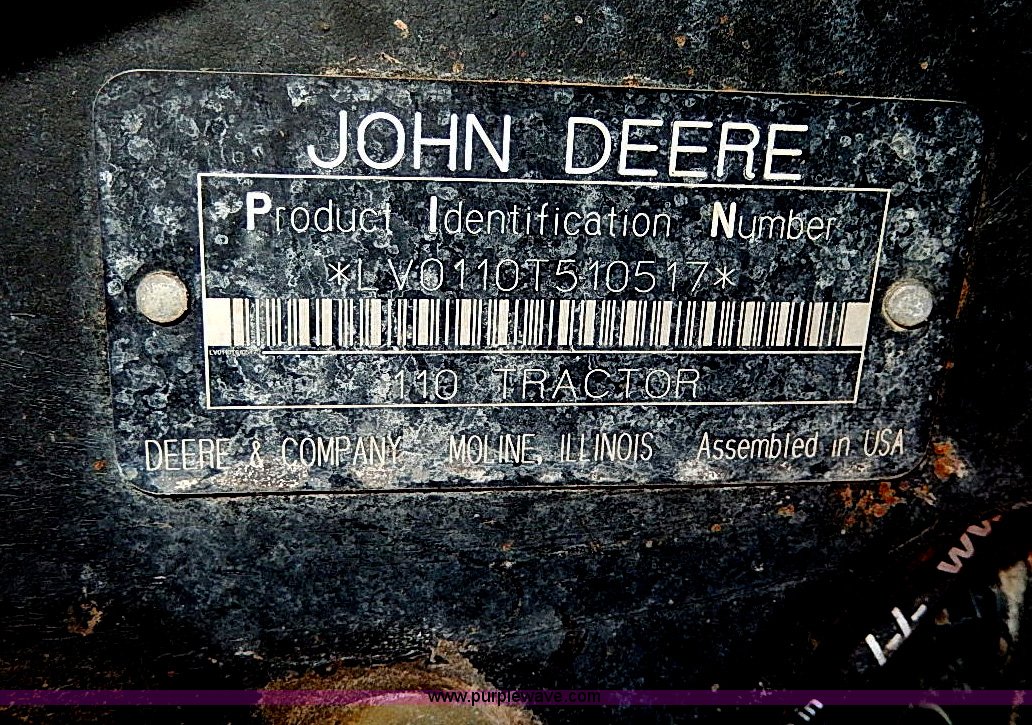 JOHN DEERE
Product Identification Number
*LV0110T510517*
110 TRACTOR
DEERE & COMPANY MOLINE, ILLINOIS Assembled in USA
www.purplewave.com